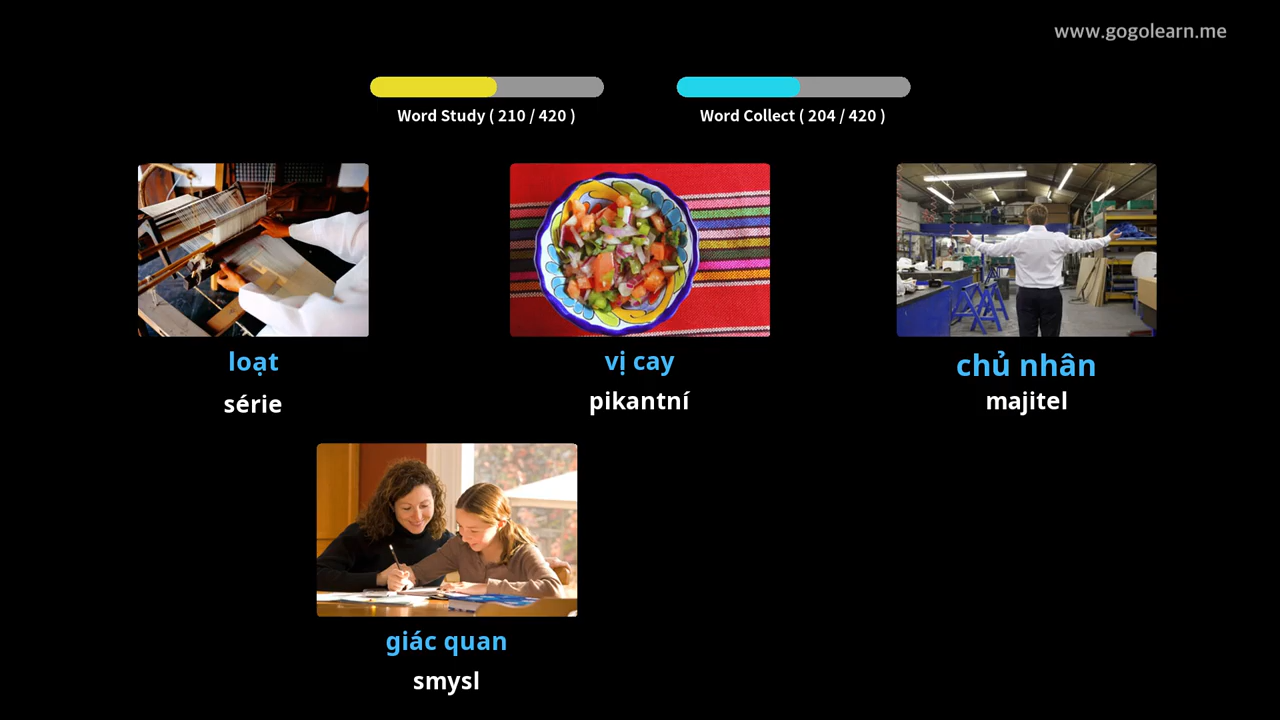 www.gogolearn.me
Word Study ( 210 / 420 )
Word Collect ( 204 / 420 )
loạt
série
vị cay
pikantní
chủ nhân
majitel
giác quan
smysl